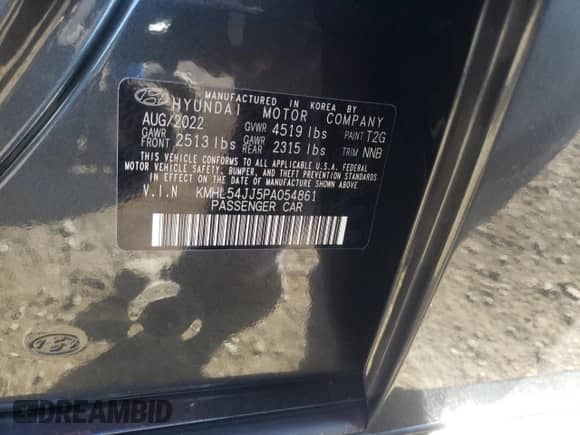 MANUFACTURED IN KOREA BY
HYUNDAI MOTOR COMPANY
AUG/2022 GVWR 4519 lbs PAINT T2G
GAWR FRONT 2513 lbs GAWR REAR 2315 lbs TRIM NNB
THIS VEHICLE CONFORMS TO ALL APPLICABLE U.S.A. FEDERAL
MOTOR VEHICLE SAFETY, BUMPER, AND THEFT PREVENTION STANDARDS
IN EFFECT ON THE DATE OF MANUFACTURE SHOWN ABOVE.
V.I.N KMHL54JJ5PA054861
PASSENGER CAR
DREAMBID